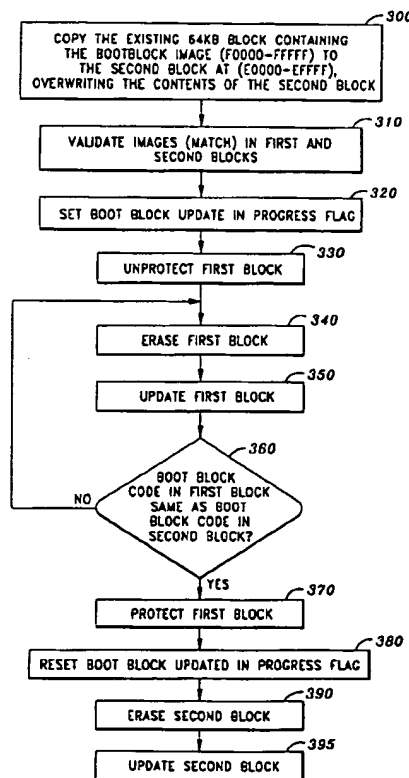 300
COPY THE EXISTING 64KB BLOCK CONTAINING
THE BOOTBLOCK IMAGE (F0000-FFFFF) TO
THE SECOND BLOCK AT (E0000-EFFFF),
OVERWRITING THE CONTENTS OF THE SECOND BLOCK
310
VALIDATE IMAGES (MATCH) IN FIRST AND
SECOND BLOCKS
320
SET BOOT BLOCK UPDATE IN PROGRESS FLAG
330
UNPROTECT FIRST BLOCK
340
ERASE FIRST BLOCK
350
UPDATE FIRST BLOCK
360
BOOT BLOCK
CODE IN FIRST BLOCK
SAME AS BOOT
BLOCK CODE IN
SECOND BLOCK?
NO
YES
370
PROTECT FIRST BLOCK
380
RESET BOOT BLOCK UPDATED IN PROGRESS FLAG
390
ERASE SECOND BLOCK
395
UPDATE SECOND BLOCK